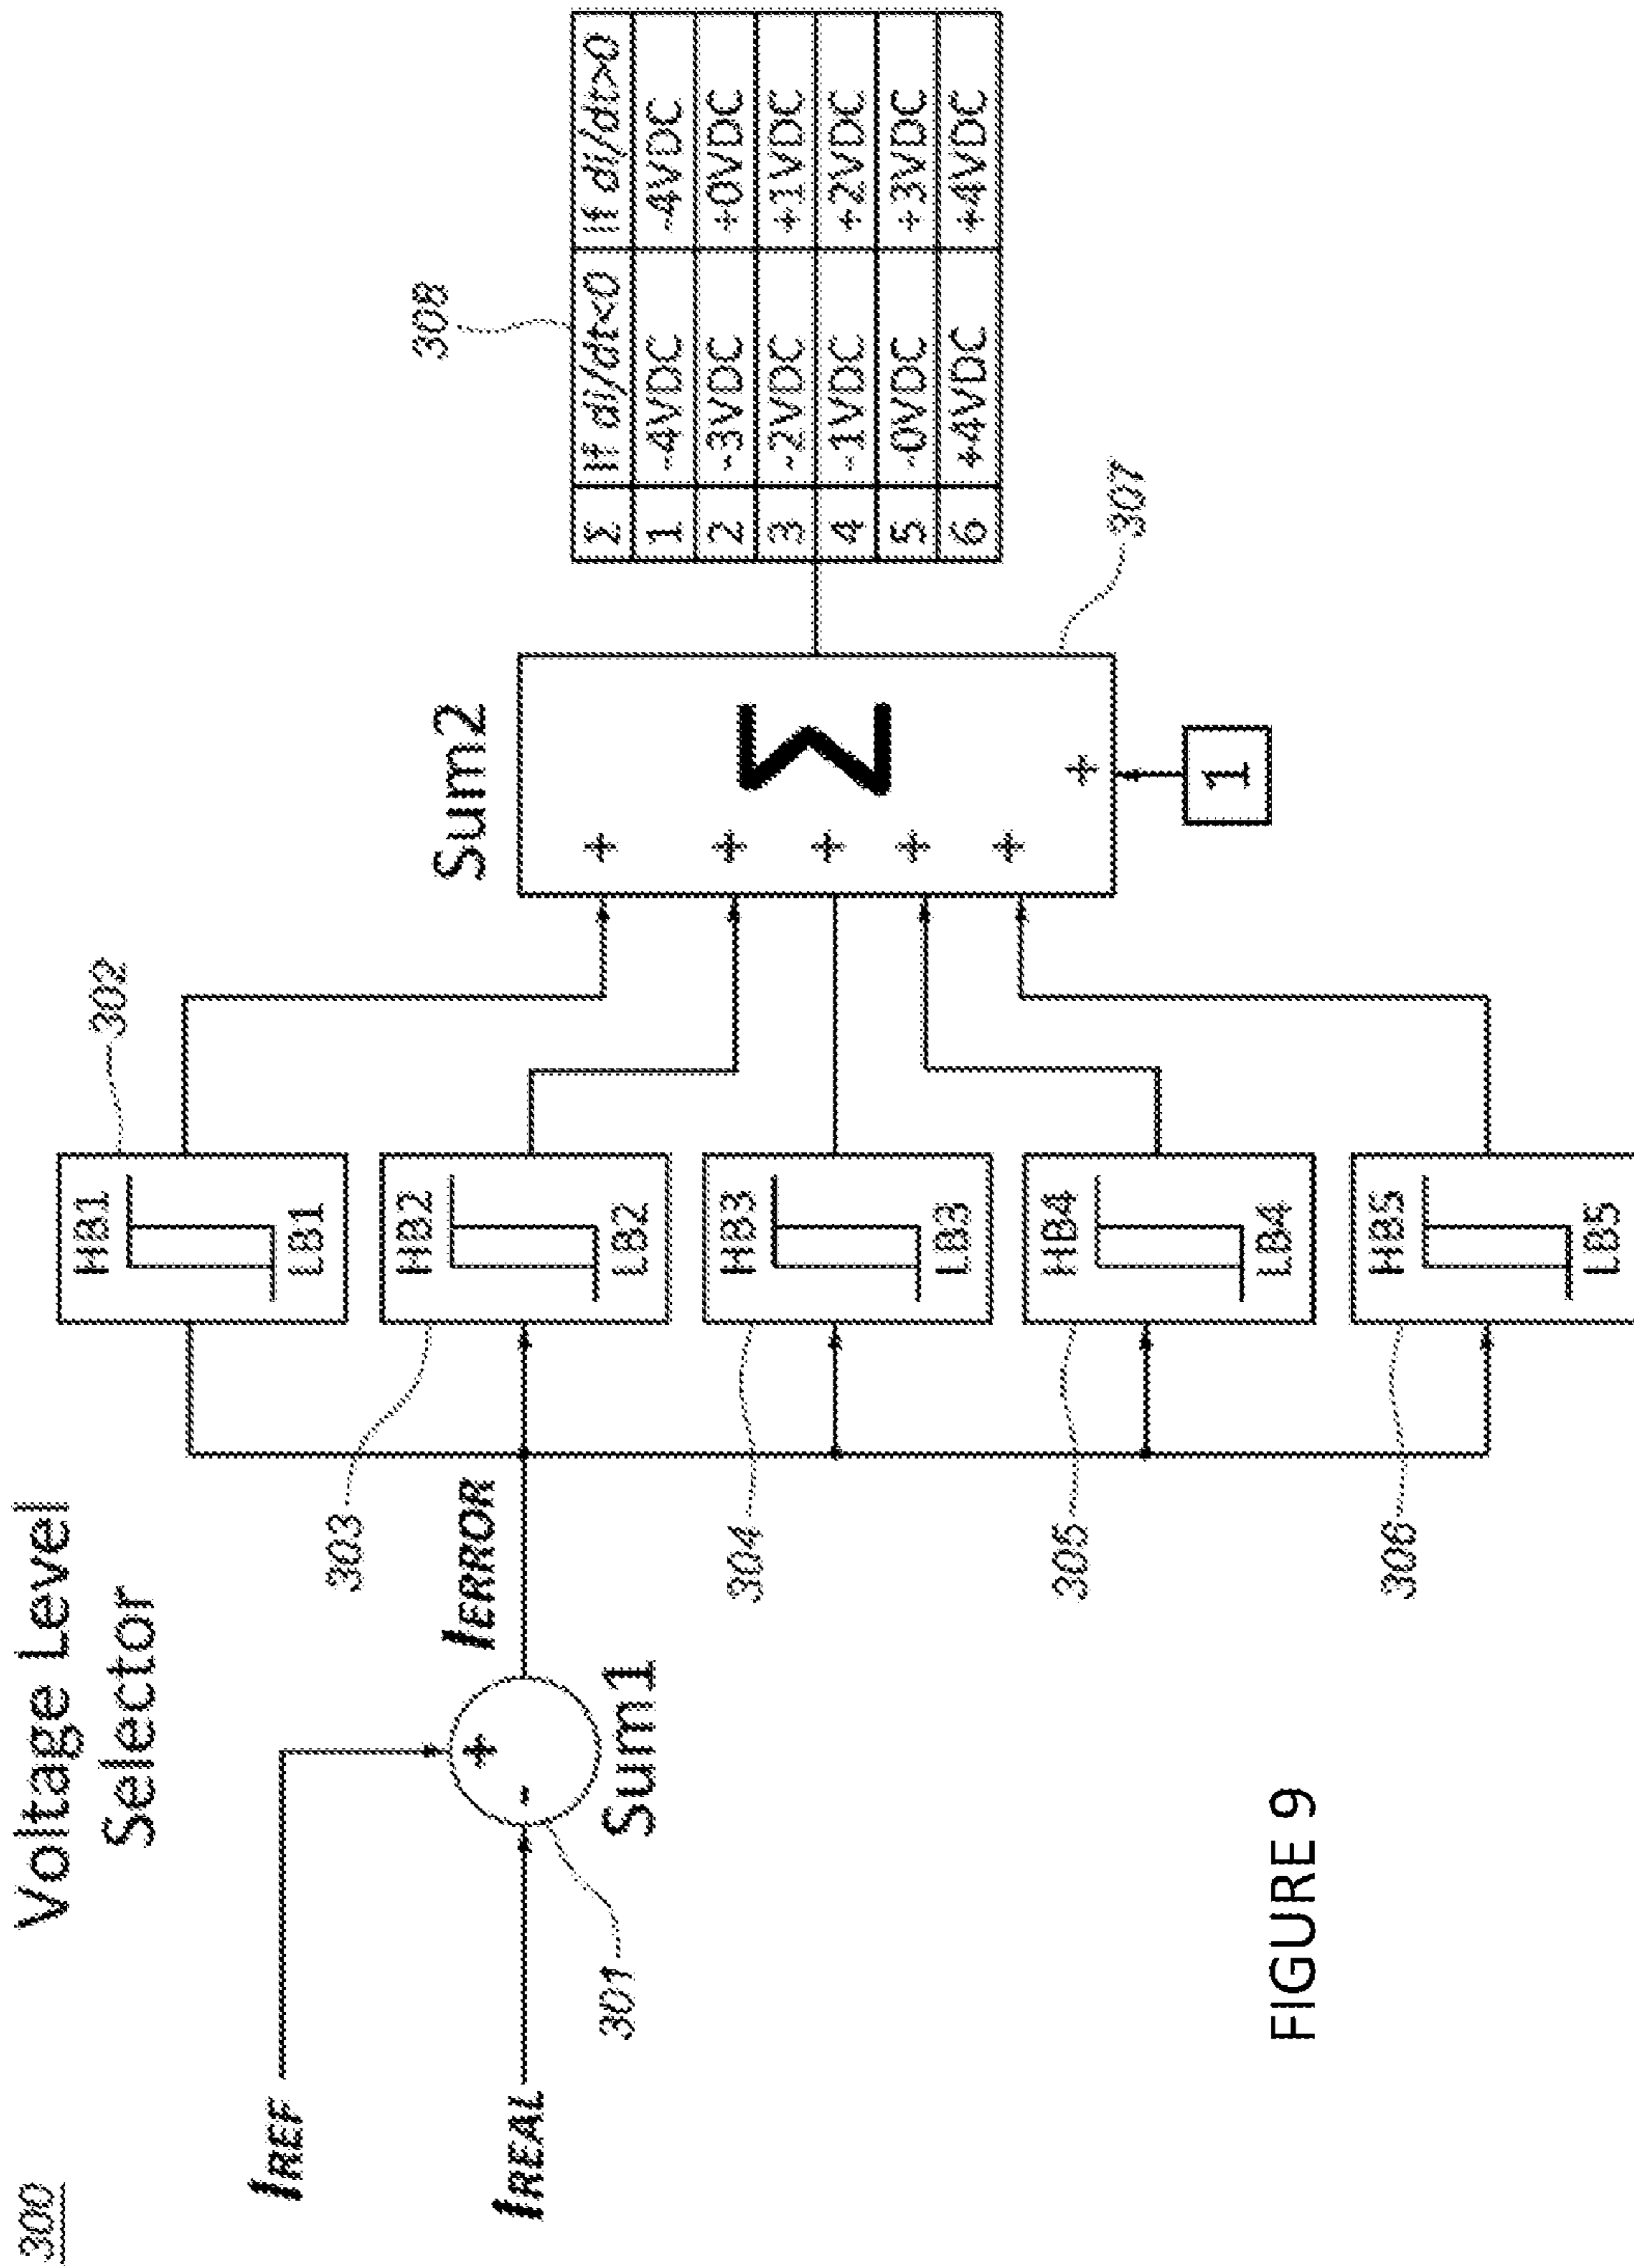 300
Voltage Level
Selector
IREF
IREAL
+
-
301
Sum1
IERROR
302
HB1
LB1
303
HB2
LB2
304
HB3
LB3
305
HB4
LB4
306
HB5
LB5
Sum2
+
+
+
+
+
+
Σ
1
307
308
Σ If di/dt<0 If di/dt>0
1 -4VDC -4VDC
2 -3VDC +0VDC
3 -2VDC +1VDC
4 -1VDC +2VDC
5 -0VDC +3VDC
6 +4VDC +4VDC
FIGURE 9